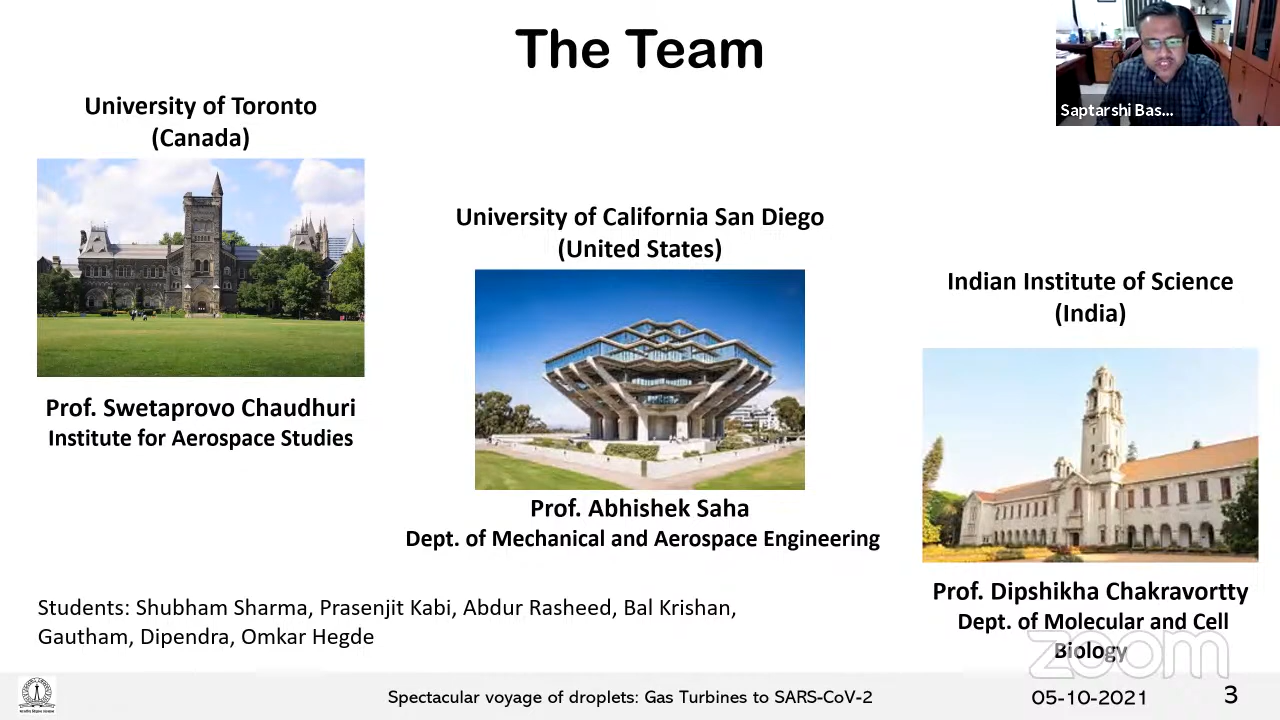 The Team
Saptarshi Bas...
University of Toronto
(Canada)
Prof. Swetaprovo Chaudhuri
Institute for Aerospace Studies
University of California San Diego
(United States)
Prof. Abhishek Saha
Dept. of Mechanical and Aerospace Engineering
Indian Institute of Science
(India)
Prof. Dipshikha Chakravortty
Dept. of Molecular and Cell
Biology
Students: Shubham Sharma, Prasenjit Kabi, Abdur Rasheed, Bal Krishan,
Gautham, Dipendra, Omkar Hegde
zoom
Spectacular voyage of droplets: Gas Turbines to SARS-CoV-2
05-10-2021
3